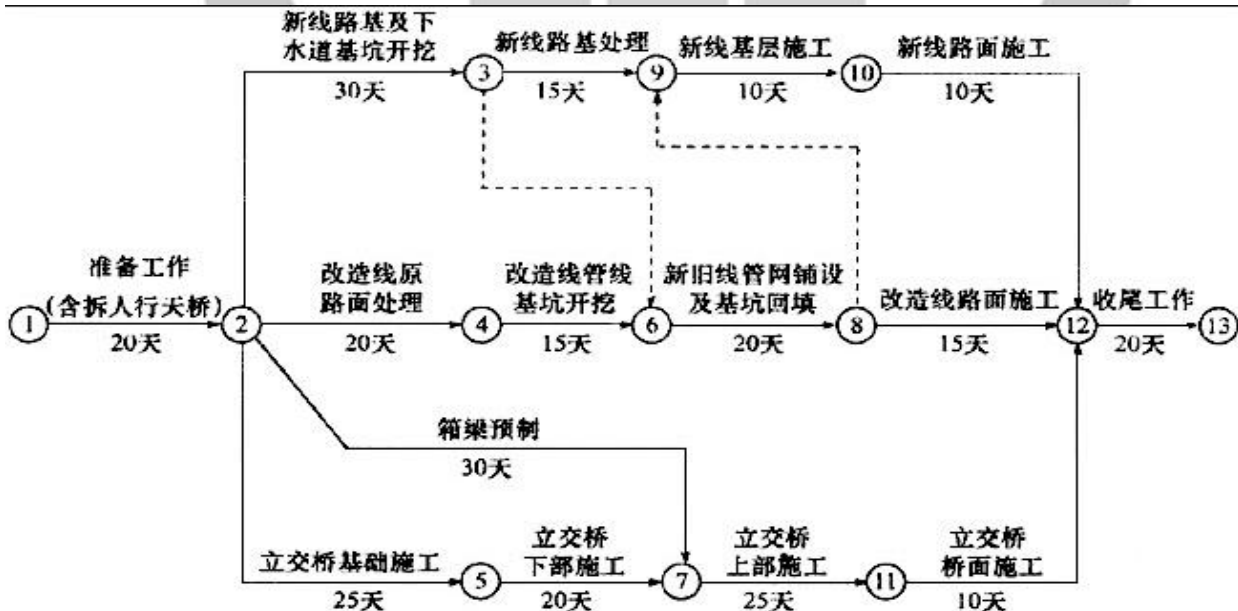 新线路基及下
水道基坑开挖
30天
3
新线路基处理
15天
9
新线基层施工
10天
10
新线路面施工
10天
1
准备工作
(含拆人行天桥)
20天
2
改造线原
路面处理
20天
4
改造线管线
基坑开挖
15天
6
新旧线管网铺设
及基坑回填
20天
8
改造线路面施工
15天
12
收尾工作
20天
13
箱梁预制
30天
立交桥基础施工
25天
5
立交桥
下部施工
20天
7
立交桥
上部施工
25天
11
立交桥
桥面施工
10天